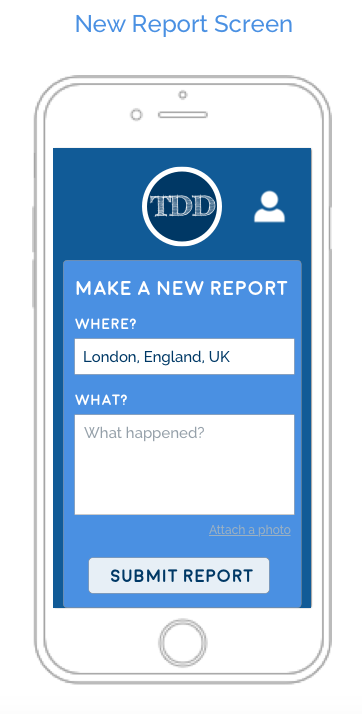 New Report Screen
TDD
MAKE A NEW REPORT
WHERE?
London, England, UK
WHAT?
What happened?
Attach a photo
SUBMIT REPORT